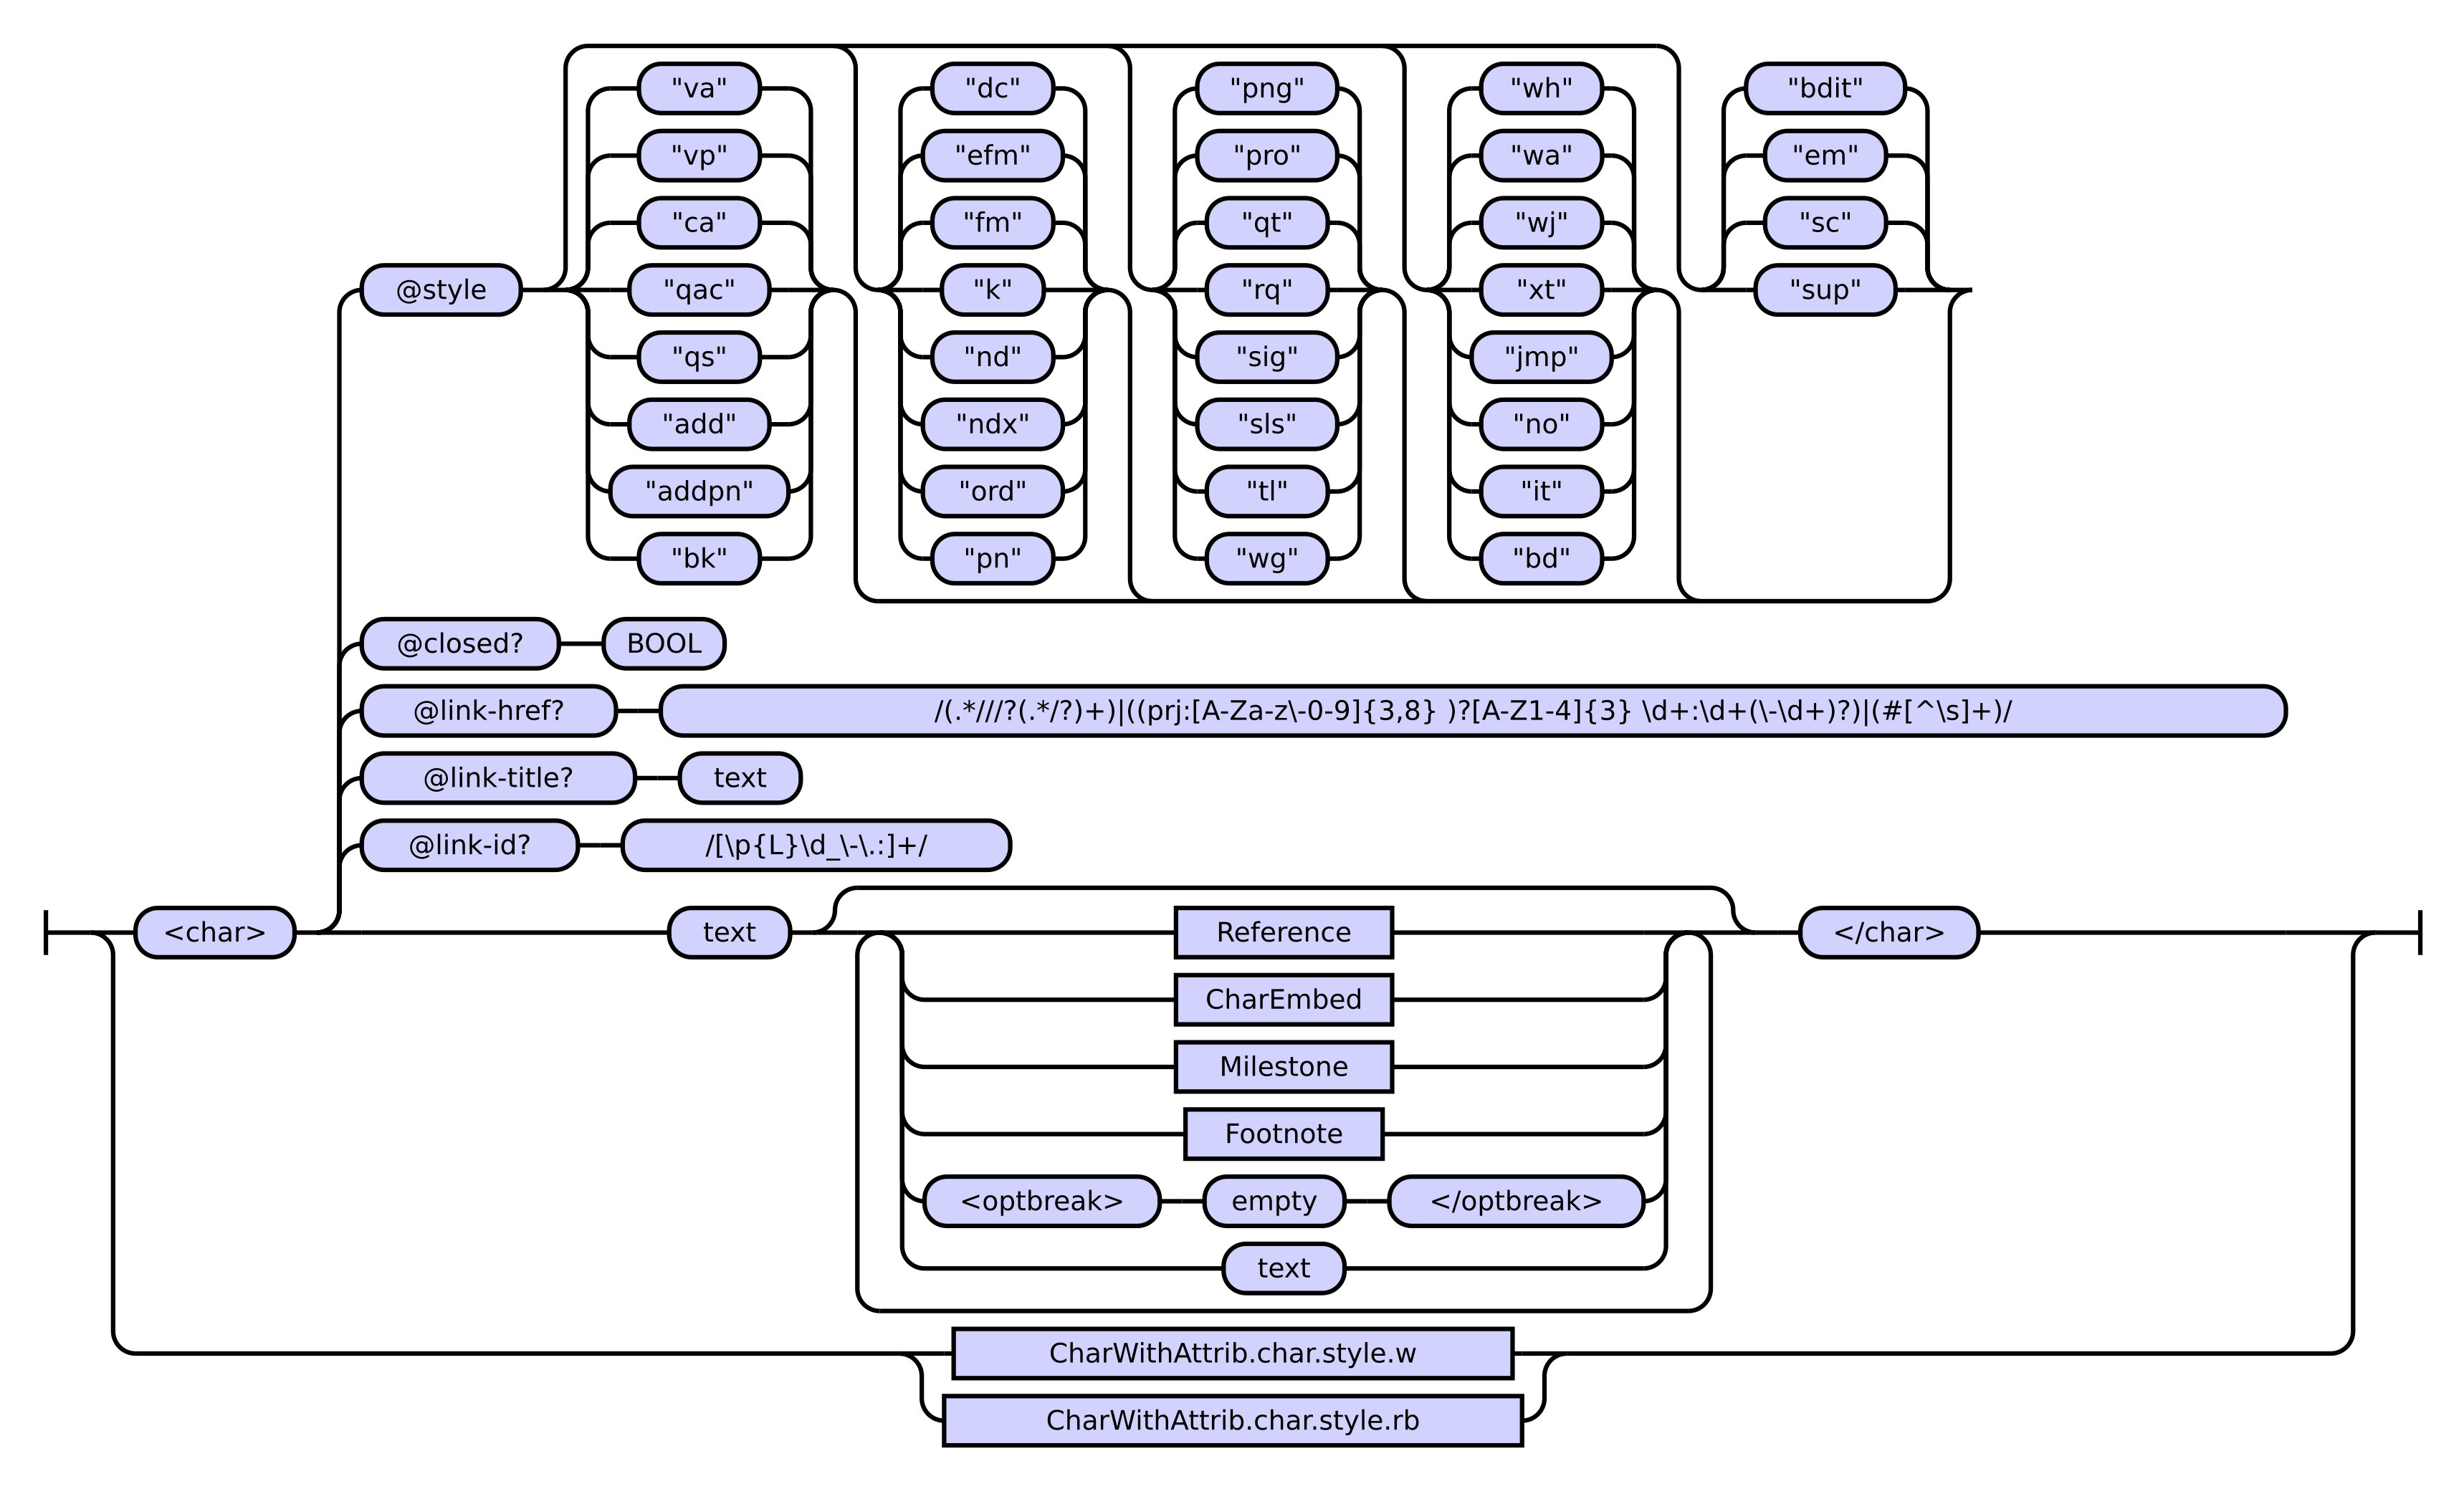 "va" "dc" "png" "wh" "bdit"
"vp" "efm" "pro" "wa" "em"
"ca" "fm" "qt" "wj" "sc"
@style "qac" "k" "rq" "xt" "sup"
"qs" "nd" "sig" "jmp"
"add" "ndx" "sls" "no"
"addpn" "ord" "tl" "it"
"bk" "pn" "wg" "bd"
@closed? BOOL
@link-href? /(.*///?(.*/?)+)|((prj:[A-Za-z\-0-9]{3,8} )?[A-Z1-4]{3} \d+:\d+(\-\d+)?)|(#[^\s]+)/
@link-title? text
@link-id? /[\p{L}\d_\-\.:]+/
<char> text Reference </char>
CharEmbed
Milestone
Footnote
<optbreak> empty </optbreak>
text
CharWithAttrib.char.style.w
CharWithAttrib.char.style.rb